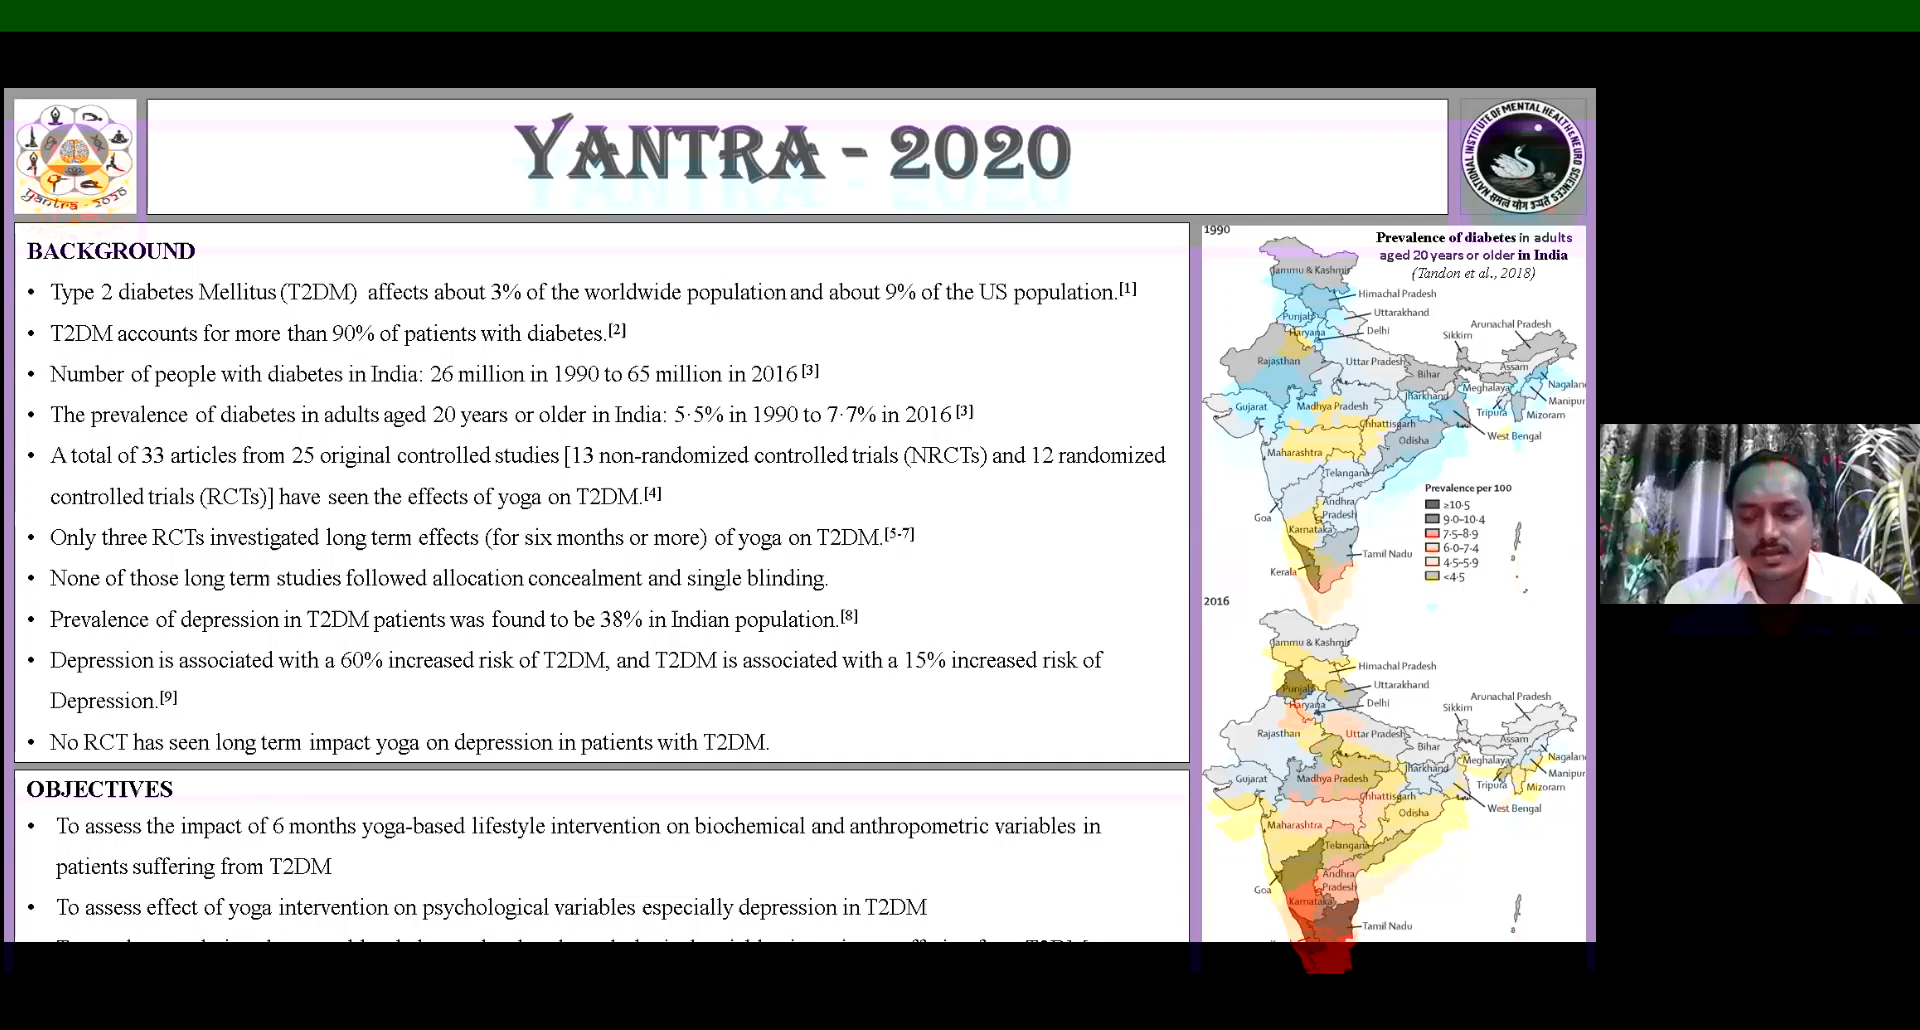 YANTRA - 2020
yantra - 2020
NATIONAL INSTITUTE OF MENTAL HEALTH & NEURO SCIENCES
समत्वं योग उच्यते
BACKGROUND
• Type 2 diabetes Mellitus (T2DM) affects about 3% of the worldwide population and about 9% of the US population.[1]
• T2DM accounts for more than 90% of patients with diabetes.[2]
• Number of people with diabetes in India: 26 million in 1990 to 65 million in 2016 [3]
• The prevalence of diabetes in adults aged 20 years or older in India: 5·5% in 1990 to 7·7% in 2016 [3]
• A total of 33 articles from 25 original controlled studies [13 non-randomized controlled trials (NRCTs) and 12 randomized
controlled trials (RCTs)] have seen the effects of yoga on T2DM.[4]
• Only three RCTs investigated long term effects (for six months or more) of yoga on T2DM.[5-7]
• None of those long term studies followed allocation concealment and single blinding.
• Prevalence of depression in T2DM patients was found to be 38% in Indian population.[8]
• Depression is associated with a 60% increased risk of T2DM, and T2DM is associated with a 15% increased risk of
Depression.[9]
• No RCT has seen long term impact yoga on depression in patients with T2DM.
OBJECTIVES
• To assess the impact of 6 months yoga-based lifestyle intervention on biochemical and anthropometric variables in
patients suffering from T2DM
• To assess effect of yoga intervention on psychological variables especially depression in T2DM
1990
Prevalence of diabetes in adults
aged 20 years or older in India
(Tandon et al., 2018)
Jammu & Kashmir
Himachal Pradesh
Punjab
Uttarakhand
Haryana
Delhi
Arunachal Pradesh
Sikkim
Rajasthan
Uttar Pradesh
Bihar
Assam
Nagaland
Meghalaya
Jharkhand
Manipur
Gujarat
Madhya Pradesh
Tripura
Mizoram
Chhattisgarh
West Bengal
Odisha
Maharashtra
Telangana
Prevalence per 100
≥10·5
9·0–10·4
7·5–8·9
6·0–7·4
4·5–5·9
<4·5
Andhra
Pradesh
Goa
Karnataka
Tamil Nadu
Kerala
2016
Jammu & Kashmir
Himachal Pradesh
Punjab
Uttarakhand
Haryana
Delhi
Arunachal Pradesh
Sikkim
Rajasthan
Uttar Pradesh
Bihar
Assam
Nagaland
Meghalaya
Jharkhand
Manipur
Gujarat
Madhya Pradesh
Tripura
Mizoram
Chhattisgarh
West Bengal
Odisha
Maharashtra
Telangana
Andhra
Pradesh
Goa
Karnataka
Tamil Nadu